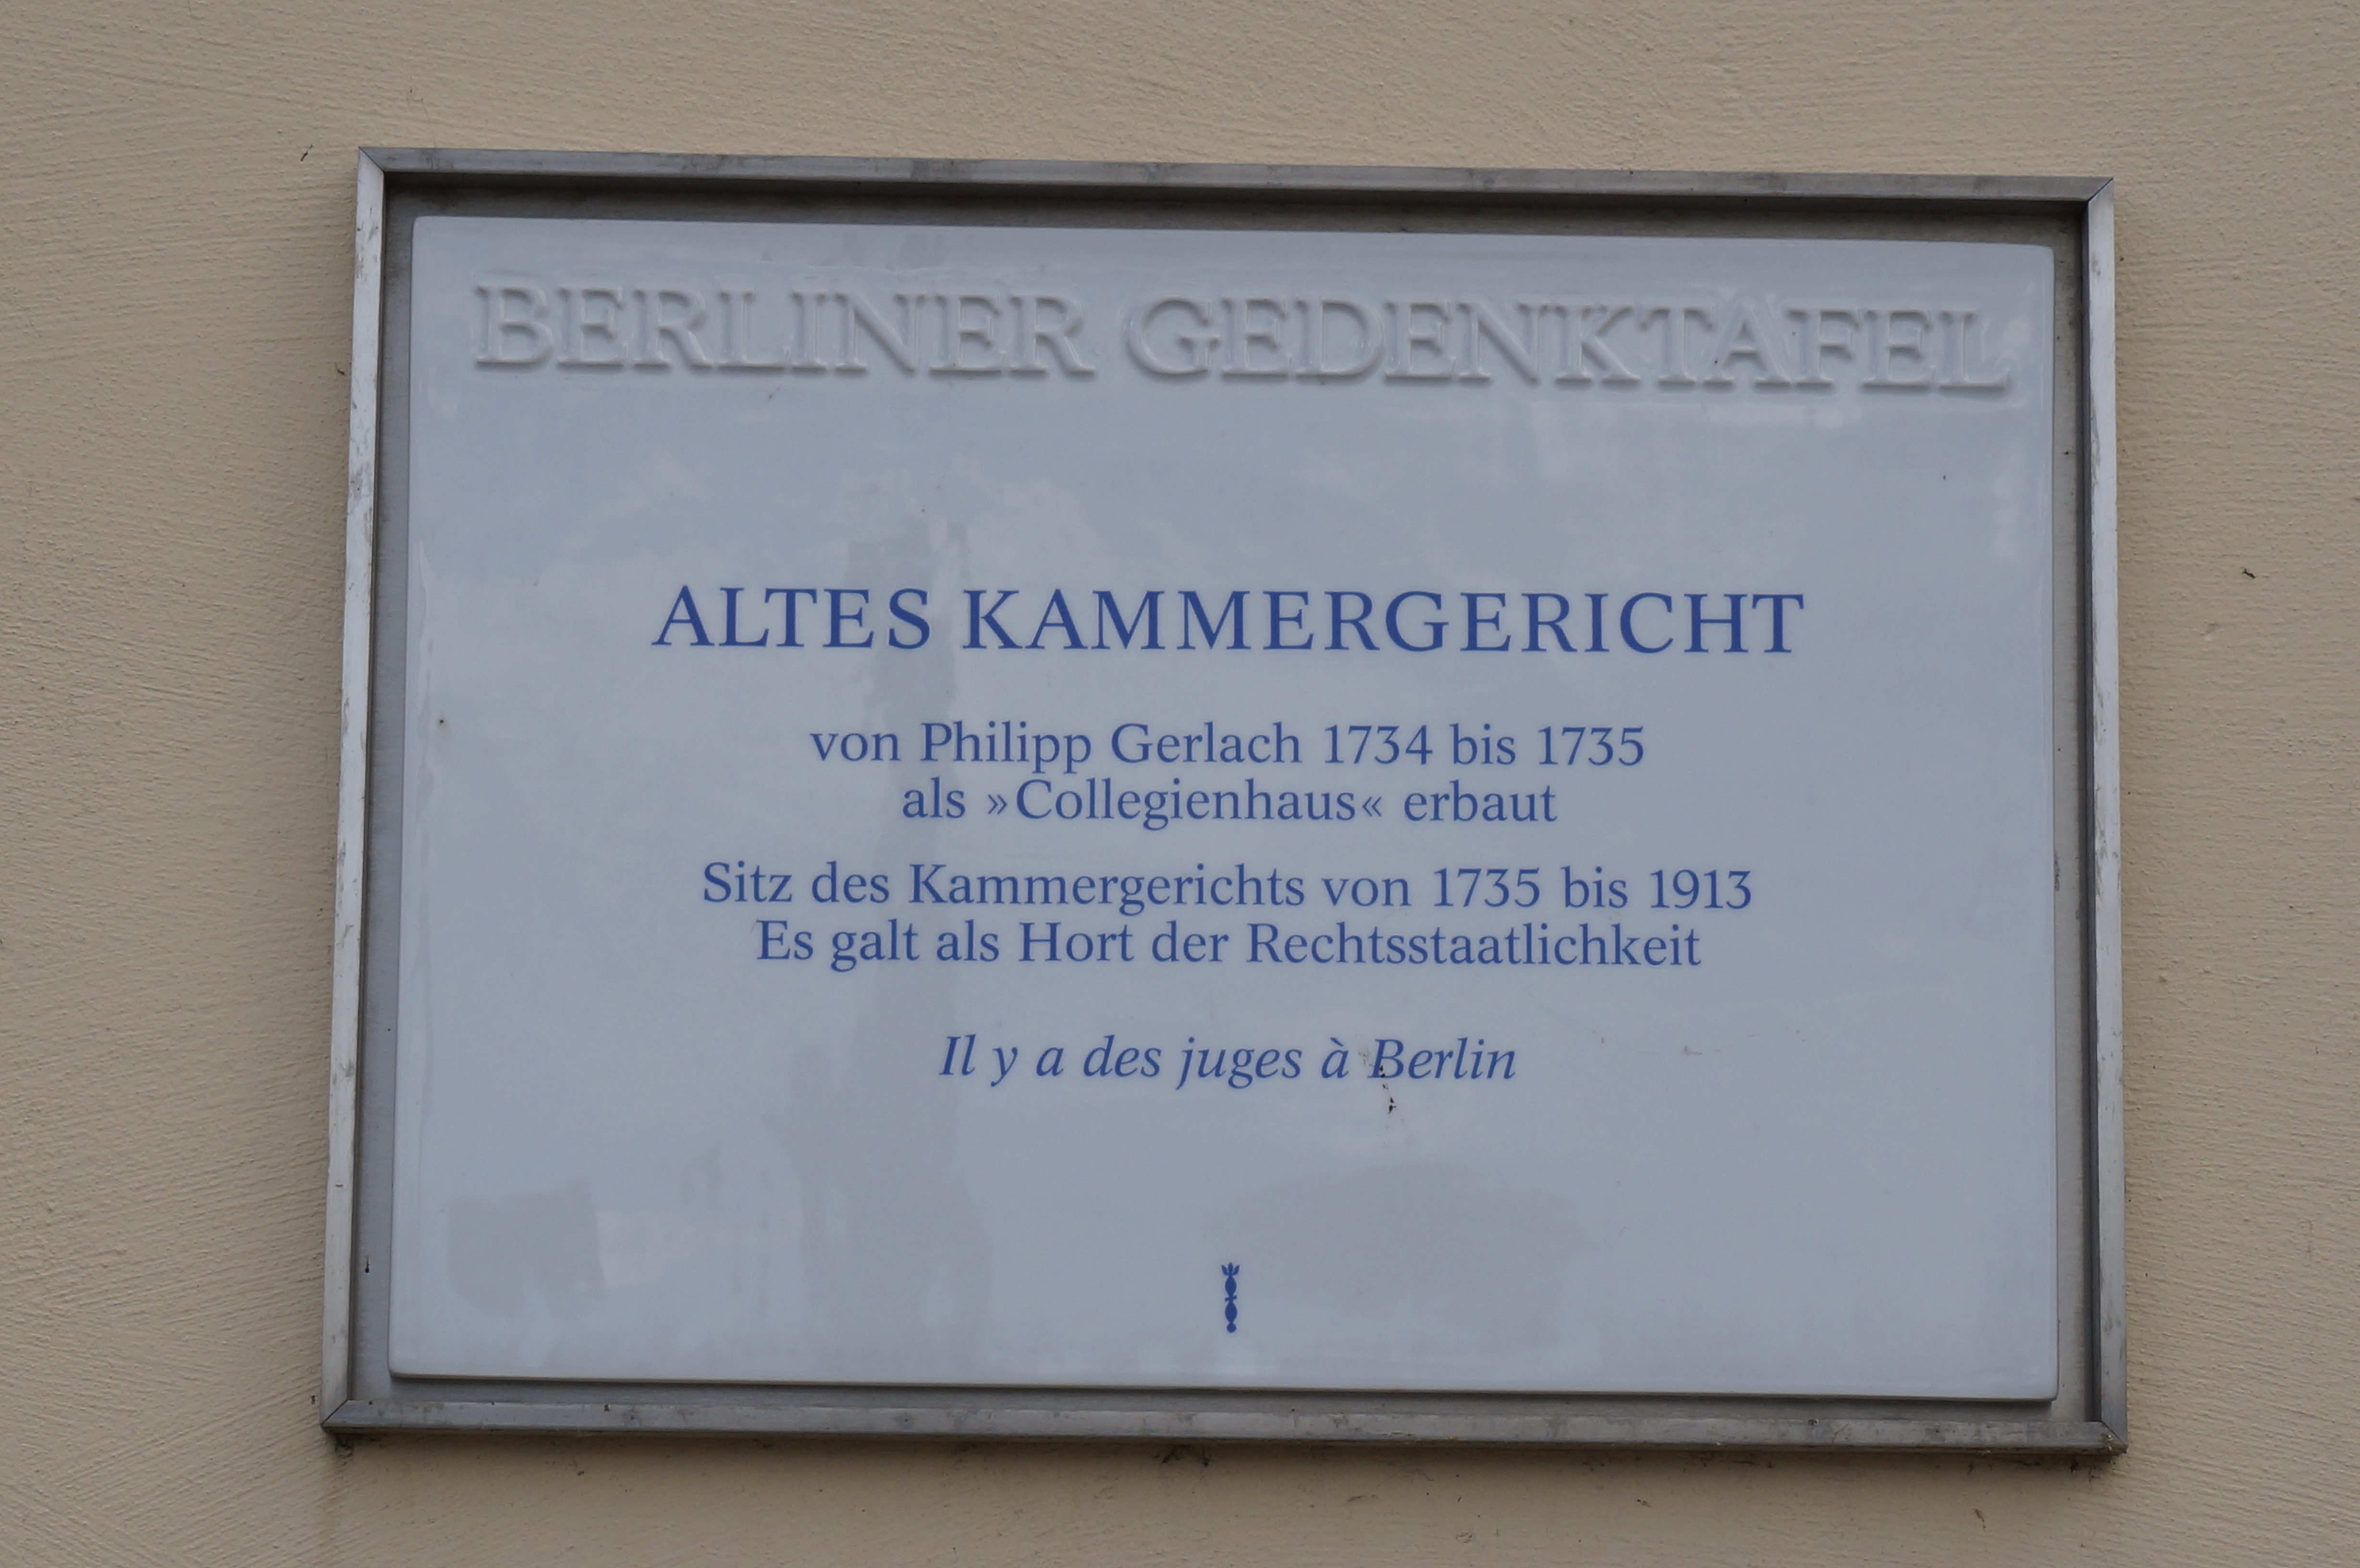 BERLINER GEDENKTAFEL
ALTES KAMMERGERICHT
von Philipp Gerlach 1734 bis 1735
als »Collegienhaus« erbaut
Sitz des Kammergerichts von 1735 bis 1913
Es galt als Hort der Rechtsstaatlichkeit
Il y a des juges à Berlin